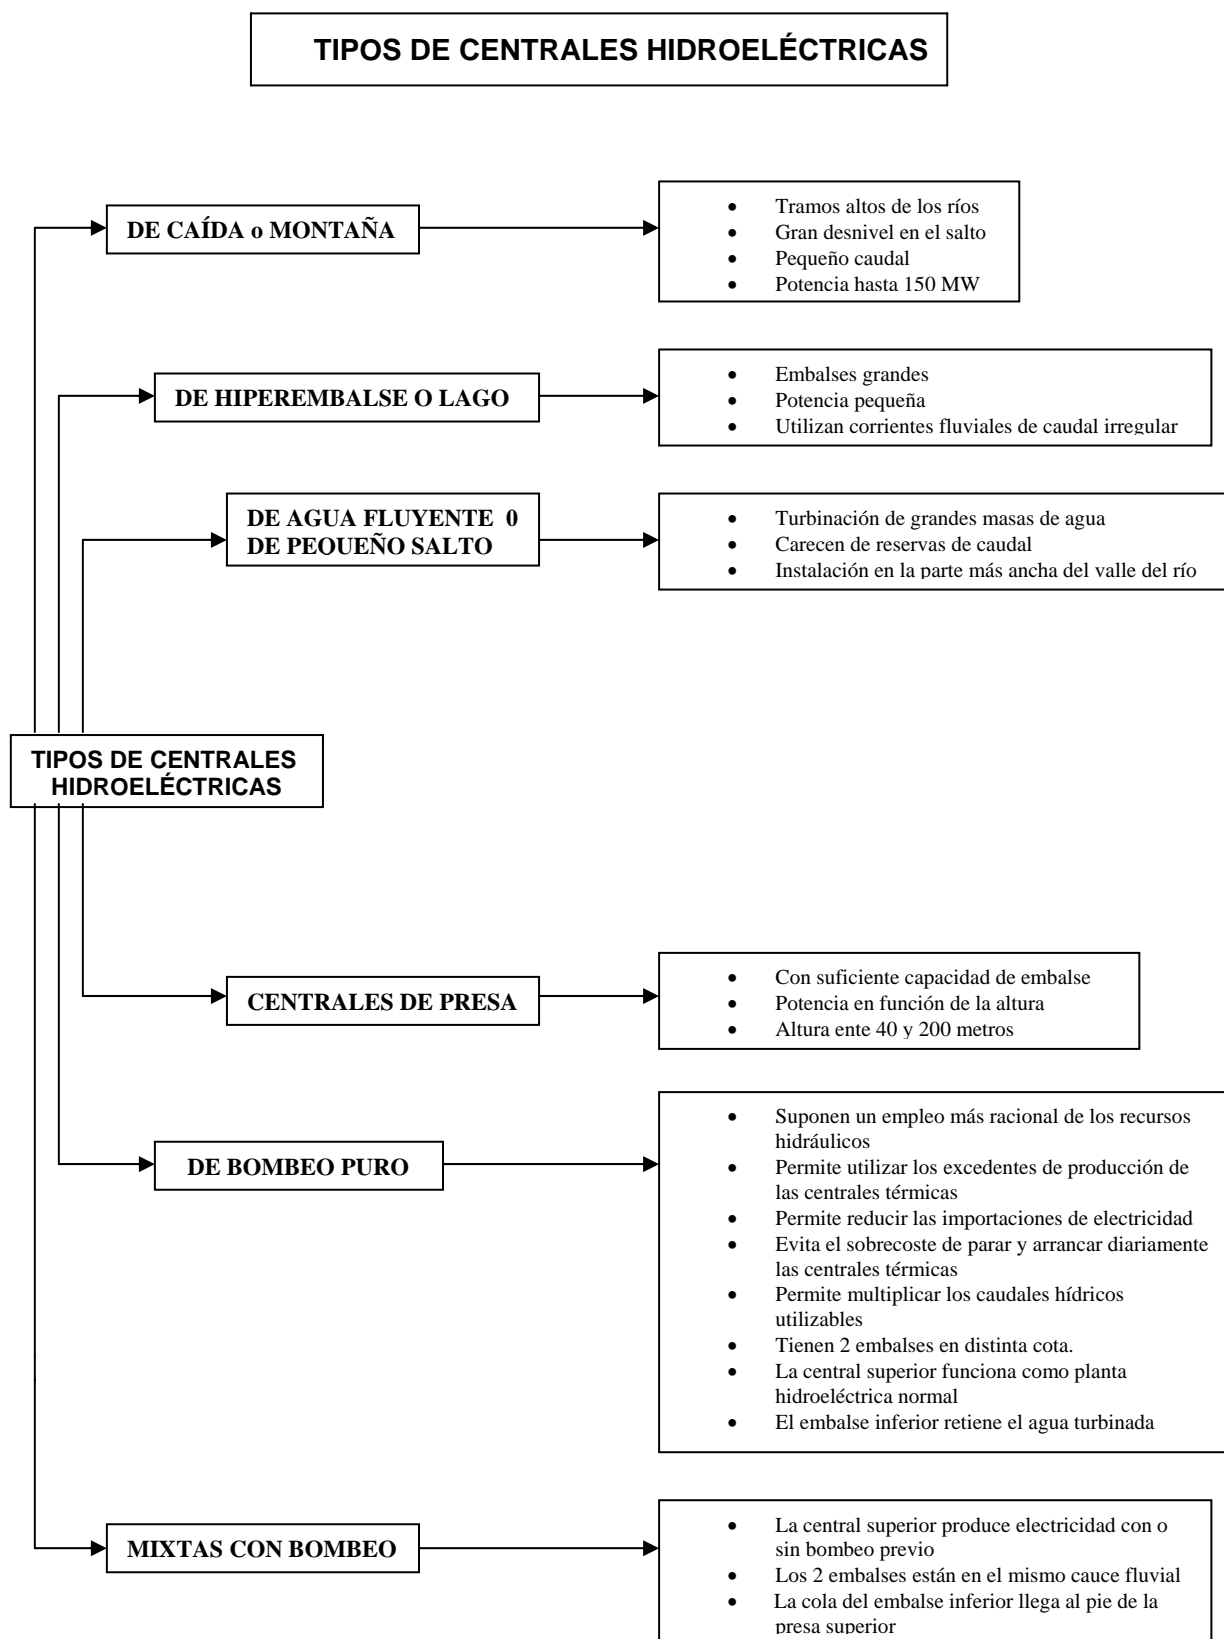 TIPOS DE CENTRALES HIDROELÉCTRICAS
DE CAÍDA o MONTAÑA
• Tramos altos de los ríos
• Gran desnivel en el salto
• Pequeño caudal
• Potencia hasta 150 MW
DE HIPEREMBALSE O LAGO
• Embalses grandes
• Potencia pequeña
• Utilizan corrientes fluviales de caudal irregular
DE AGUA FLUYENTE 0
DE PEQUEÑO SALTO
• Turbinación de grandes masas de agua
• Carecen de reservas de caudal
• Instalación en la parte más ancha del valle del río
TIPOS DE CENTRALES
HIDROELÉCTRICAS
CENTRALES DE PRESA
• Con suficiente capacidad de embalse
• Potencia en función de la altura
• Altura ente 40 y 200 metros
DE BOMBEO PURO
• Suponen un empleo más racional de los recursos
hidráulicos
• Permite utilizar los excedentes de producción de
las centrales térmicas
• Permite reducir las importaciones de electricidad
• Evita el sobrecoste de parar y arrancar diariamente
las centrales térmicas
• Permite multiplicar los caudales hídricos
utilizables
• Tienen 2 embalses en distinta cota.
• La central superior funciona como planta
hidroeléctrica normal
• El embalse inferior retiene el agua turbinada
MIXTAS CON BOMBEO
• La central superior produce electricidad con o
sin bombeo previo
• Los 2 embalses están en el mismo cauce fluvial
• La cola del embalse inferior llega al pie de la
presa superior